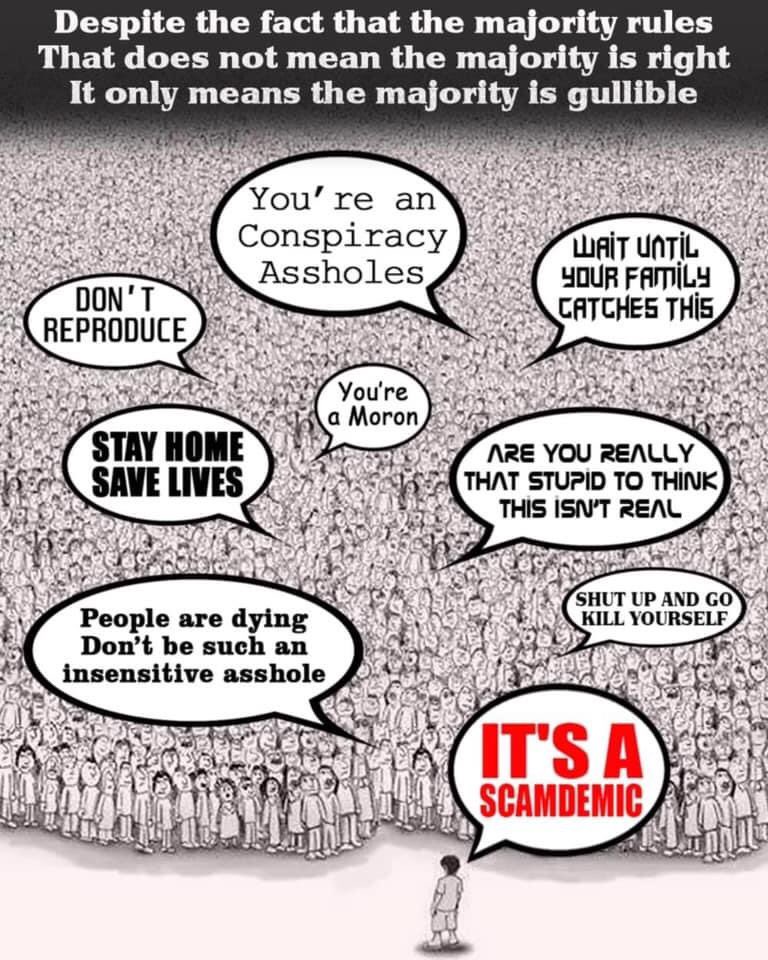 Despite the fact that the majority rules
That does not mean the majority is right
It only means the majority is gullible
You're an
Conspiracy
Assholes
WAIT UNTIL
YOUR FAMILY
CATCHES THIS
DON'T
REPRODUCE
You're
a Moron
STAY HOME
SAVE LIVES
ARE YOU REALLY
THAT STUPID TO THINK
THIS ISN'T REAL
SHUT UP AND GO
KILL YOURSELF
People are dying
Don't be such an
insensitive asshole
IT'S A
SCAMDEMIC